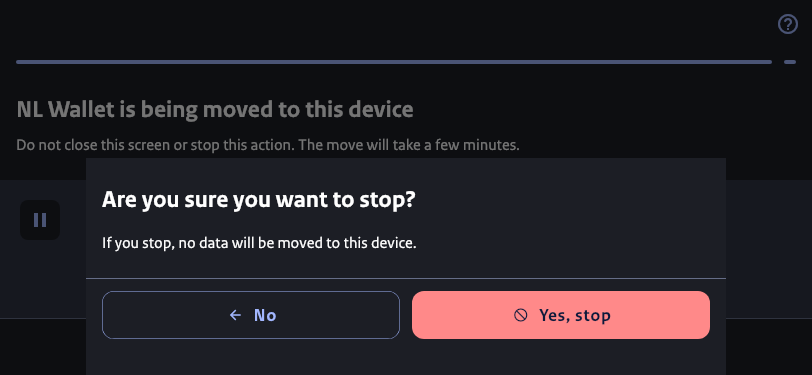 NL Wallet is being moved to this device
Do not close this screen or stop this action. The move will take a few minutes.
Are you sure you want to stop?
If you stop, no data will be moved to this device.
No
Yes, stop